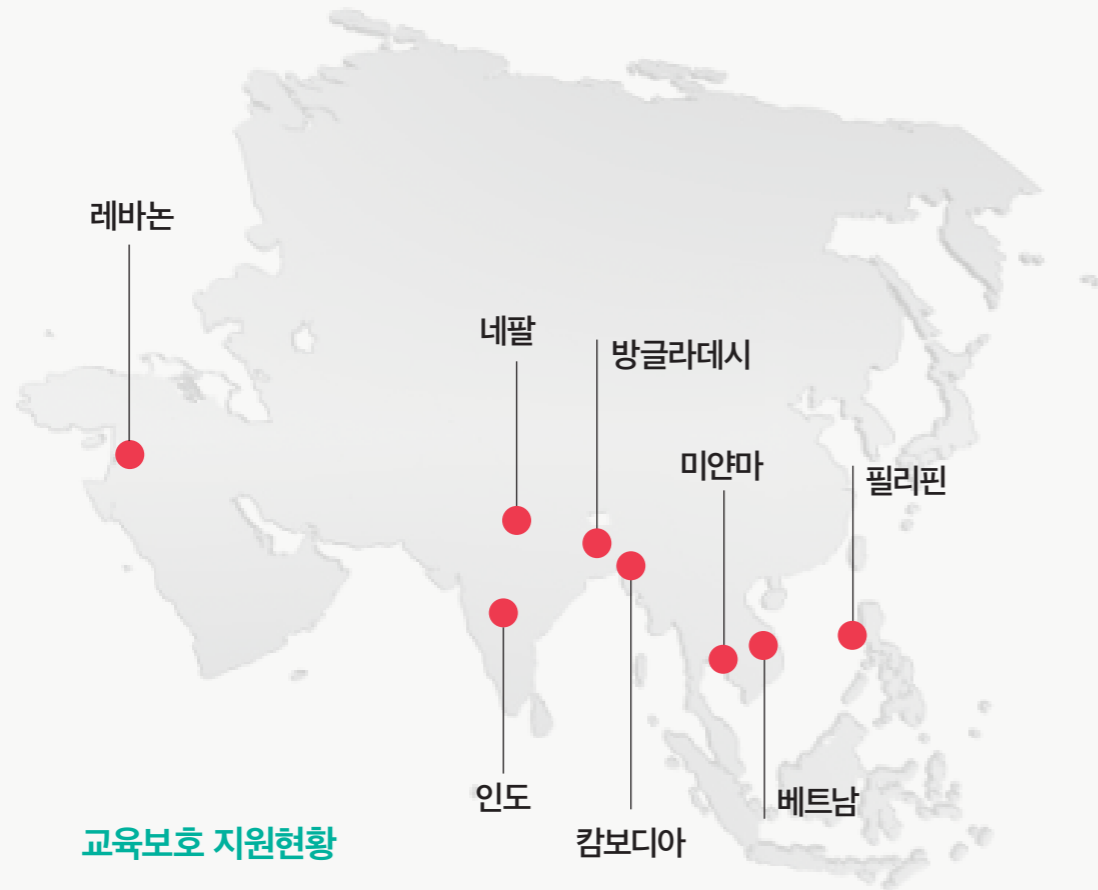 레바논
네팔
방글라데시
미얀마
필리핀
인도
베트남
캄보디아
교육보호 지원현황